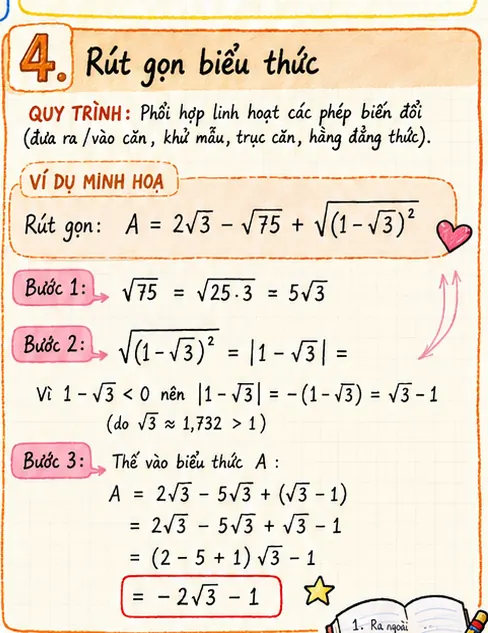 4. Rút gọn biểu thức
QUY TRÌNH: Phối hợp linh hoạt các phép biến đổi
(đưa ra/vào căn, khử mẫu, trục căn, hằng đẳng thức).
VÍ DỤ MINH HOẠ
Rút gọn: A = 2√3 − √75 + √(1−√3)²
Bước 1: √75 = √25·3 = 5√3
Bước 2: √(1−√3)² = |1−√3| =
Vì 1−√3 < 0 nên |1−√3| = −(1−√3) = √3−1
(do √3 ≈ 1,732 > 1)
Bước 3: Thế vào biểu thức A:
A = 2√3 − 5√3 + (√3 − 1)
= 2√3 − 5√3 + √3 − 1
= (2 − 5 + 1)√3 − 1
= −2√3 − 1
1. Ra ngoài